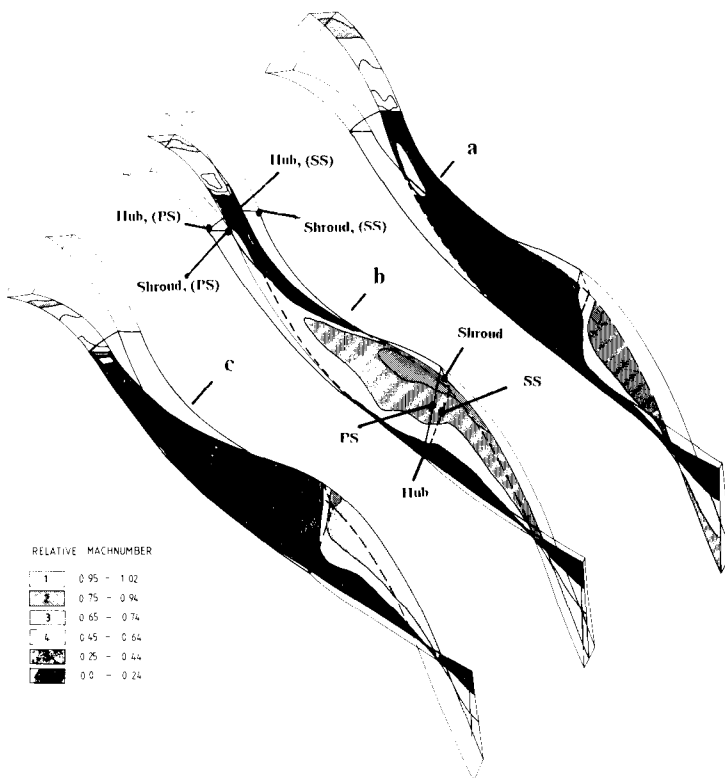 a
Hub, (SS)
Hub, (PS)
Shroud, (SS)
Shroud, (PS)
b
Shroud
c
SS
PS
Hub
RELATIVE MACHNUMBER
1 0.95 - 1.02
2 0.75 - 0.94
3 0.65 - 0.74
4 0.45 - 0.64
0.25 - 0.44
0.0 - 0.24